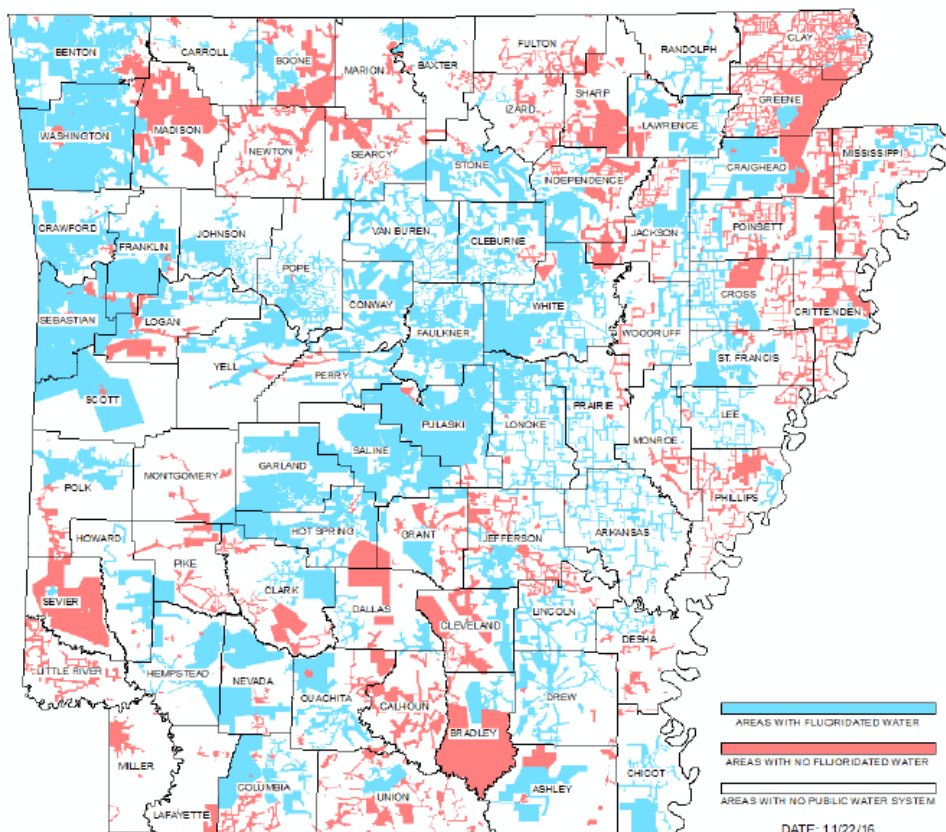 BENTON
CARROLL
BOONE
MARION
BAXTER
FULTON
RANDOLPH
CLAY
GREENE
IZARD
SHARP
LAWRENCE
WASHINGTON
MADISON
NEWTON
SEARCY
STONE
INDEPENDENCE
CRAIGHEAD
MISSISSIPPI
CRAWFORD
FRANKLIN
JOHNSON
POPE
VAN BUREN
CLEBURNE
JACKSON
POINSETT
SEBASTIAN
LOGAN
CONWAY
FAULKNER
WHITE
WOODRUFF
CROSS
CRITTENDEN
YELL
PERRY
ST. FRANCIS
SCOTT
PULASKI
LONOKE
PRAIRIE
LEE
MONROE
POLK
MONTGOMERY
GARLAND
SALINE
PHILLIPS
HOWARD
HOT SPRING
GRANT
JEFFERSON
ARKANSAS
SEVIER
PIKE
CLARK
DALLAS
CLEVELAND
LINCOLN
DESHA
LITTLE RIVER
HEMPSTEAD
NEVADA
OUACHITA
CALHOUN
BRADLEY
DREW
MILLER
LAFAYETTE
COLUMBIA
UNION
ASHLEY
CHICOT
AREAS WITH FLUORIDATED WATER
AREAS WITH NO FLUORIDATED WATER
AREAS WITH NO PUBLIC WATER SYSTEM
DATE: 11/22/16